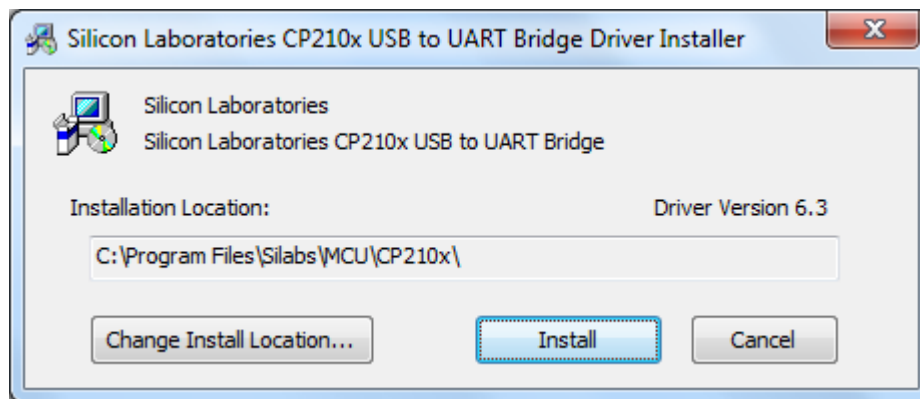 Silicon Laboratories CP210x USB to UART Bridge Driver Installer
Silicon Laboratories
Silicon Laboratories CP210x USB to UART Bridge
Installation Location:
Driver Version 6.3
C:\Program Files\Silabs\MCU\CP210x\
Change Install Location...
Install
Cancel